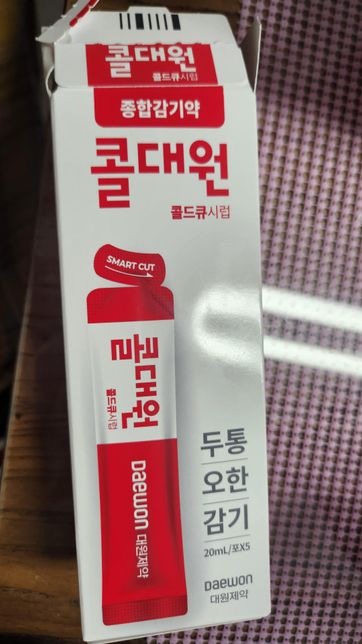 콜대원
콜드큐시럽
종합감기약
콜대원
콜드큐시럽
SMART CUT
콜대원
콜드큐시럽
DAEWON 대원제약
두통
오한
감기
20mL/포X5
DAEWON
대원제약